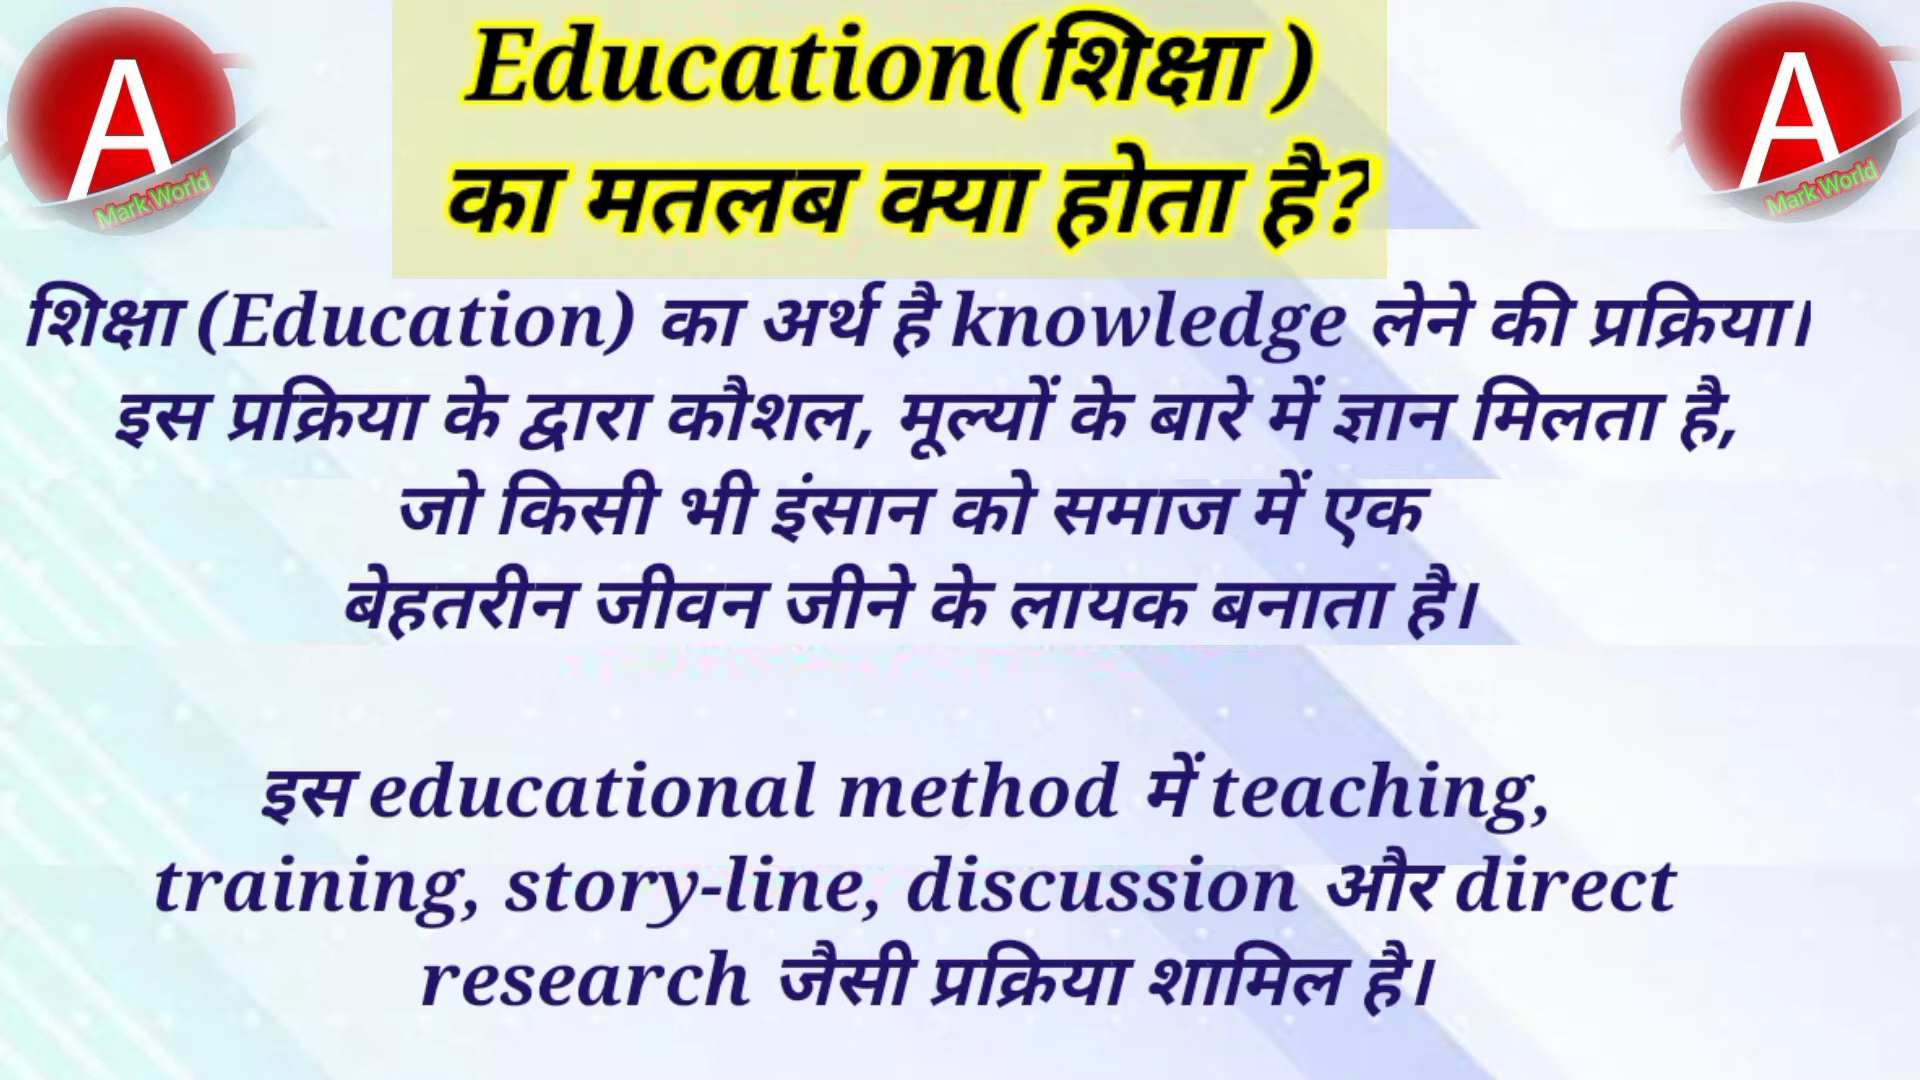 A
Mark World
Education(शिक्षा )
का मतलब क्या होता है?
A
Mark World
शिक्षा (Education) का अर्थ है knowledge लेने की प्रक्रिया।
इस प्रक्रिया के द्वारा कौशल, मूल्यों के बारे में ज्ञान मिलता है,
जो किसी भी इंसान को समाज में एक
बेहतरीन जीवन जीने के लायक बनाता है।
इस educational method में teaching,
training, story-line, discussion और direct
research जैसी प्रक्रिया शामिल है।